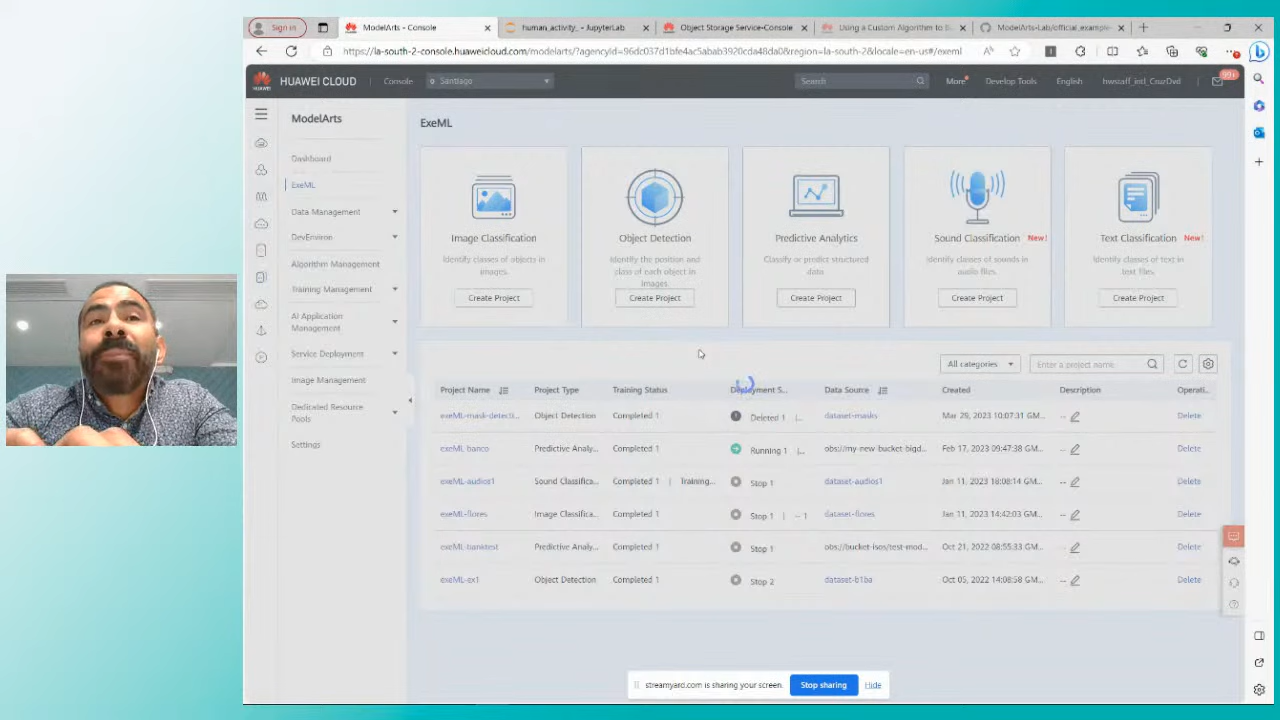 Sign in
ModelArts - Console
human_activity_ - JupyterLab
Object Storage Service-Console
Using a Custom Algorithm to
ModelArts-Lab/official_example
https://la-south-2-console.huaweicloud.com/modelarts/?agencyId=96dc037d1bfe4ac5abab3920cda48da0&region=la-south-2&locale=en-us#/exeml
HUAWEI CLOUD
Console
Santiago
Search
More
Develop Tools
English
hwstaff_intl_CruzDvd
99+
ModelArts
Dashboard
ExeML
Data Management
DevEnviron
Algorithm Management
Training Management
AI Application
Management
Service Deployment
Image Management
Dedicated Resource
Pools
Settings
ExeML
Image Classification
Identify classes of objects in
images.
Create Project
Object Detection
Identify the position and
class of each object in
images.
Create Project
Predictive Analytics
Classify or predict structured
data.
Create Project
Sound Classification New!
Identify classes of sounds in
audio files.
Create Project
Text Classification New!
Identify classes of text in
text files.
Create Project
All categories
Enter a project name
Project Name Project Type Training Status Deployment S... Data Source Created Description Operati...
exeML-mask-detecti... Object Detection Completed 1 Deleted 1 |... dataset-masks Mar 29, 2023 10:07:31 GM... -- Delete
exeML-banco Predictive Analy... Completed 1 Running 1 |... obs://my-new-bucket-bigd... Feb 17, 2023 09:47:38 GM... -- Delete
exeML-audios1 Sound Classifica... Completed 1 | Training... Stop 1 dataset-audios1 Jan 11, 2023 18:08:14 GM... -- Delete
exeML-flores Image Classifica... Completed 1 Stop 1 | -- 1 dataset-flores Jan 11, 2023 14:42:03 GM... -- Delete
exeML-banktest Predictive Analy... Completed 1 Stop 1 obs://bucket-isos/test-mod... Oct 21, 2022 08:55:33 GM... -- Delete
exeML-ex1 Object Detection Completed 1 Stop 2 dataset-b1ba Oct 05, 2022 14:08:58 GM... -- Delete
streamyard.com is sharing your screen.
Stop sharing
Hide